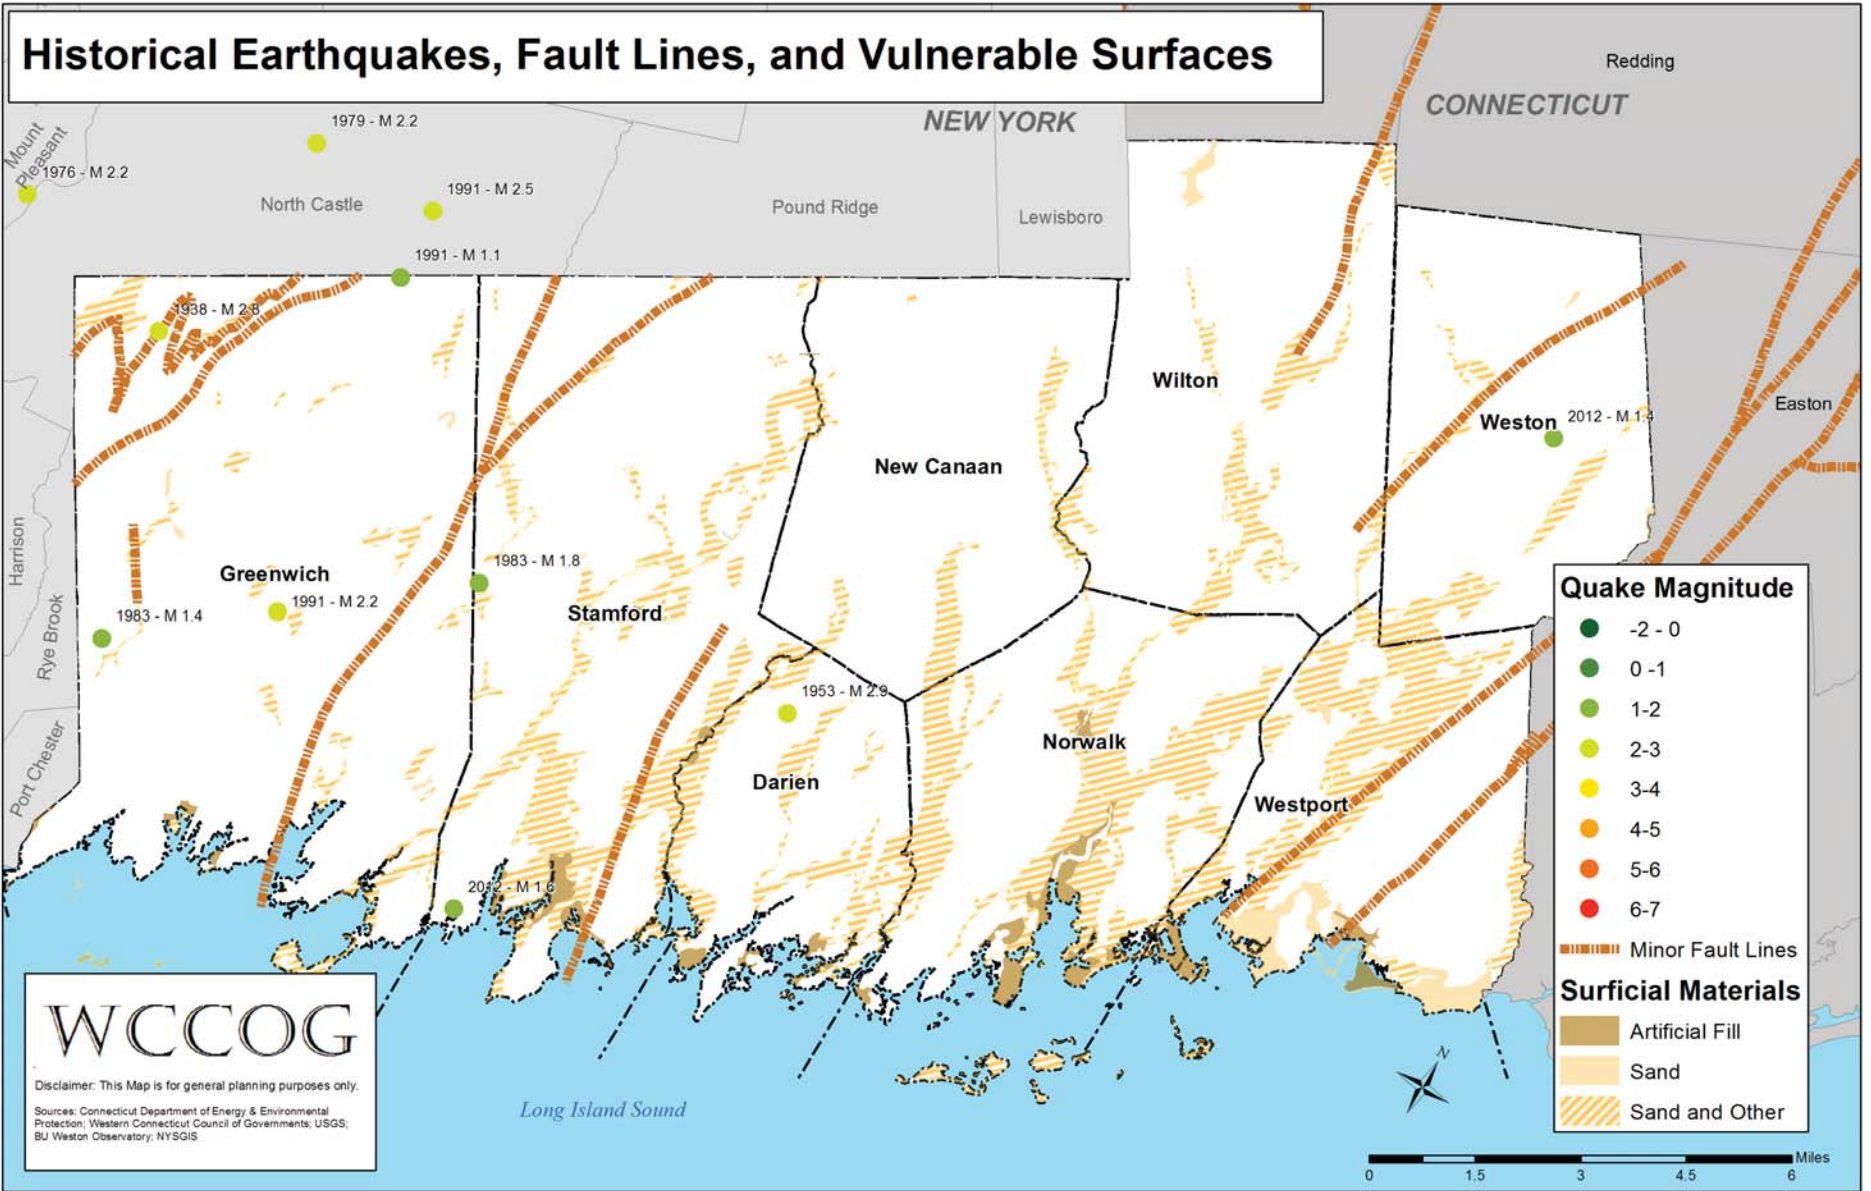 Historical Earthquakes, Fault Lines, and Vulnerable Surfaces
Redding
CONNECTICUT
NEW YORK
Mount
Pleasant
1979 - M 2.2
1976 - M 2.2
1991 - M 2.5
North Castle
Pound Ridge
Lewisboro
1991 - M 1.1
1938 - M 2.8
Wilton
Easton
Weston
2012 - M 1.4
New Canaan
Harrison
1983 - M 1.8
Greenwich
1991 - M 2.2
Stamford
1983 - M 1.4
Rye Brook
1953 - M 2.9
Norwalk
Port Chester
Darien
Westport
2012 - M 1.6
Quake Magnitude
-2 - 0
0 -1
1-2
2-3
3-4
4-5
5-6
6-7
Minor Fault Lines
Surficial Materials
Artificial Fill
Sand
Sand and Other
WCCOG
Disclaimer: This Map is for general planning purposes only.
Sources: Connecticut Department of Energy & Environmental
Protection; Western Connecticut Council of Governments; USGS;
BU Weston Observatory; NYSGIS
Long Island Sound
N
Miles
0 1.5 3 4.5 6